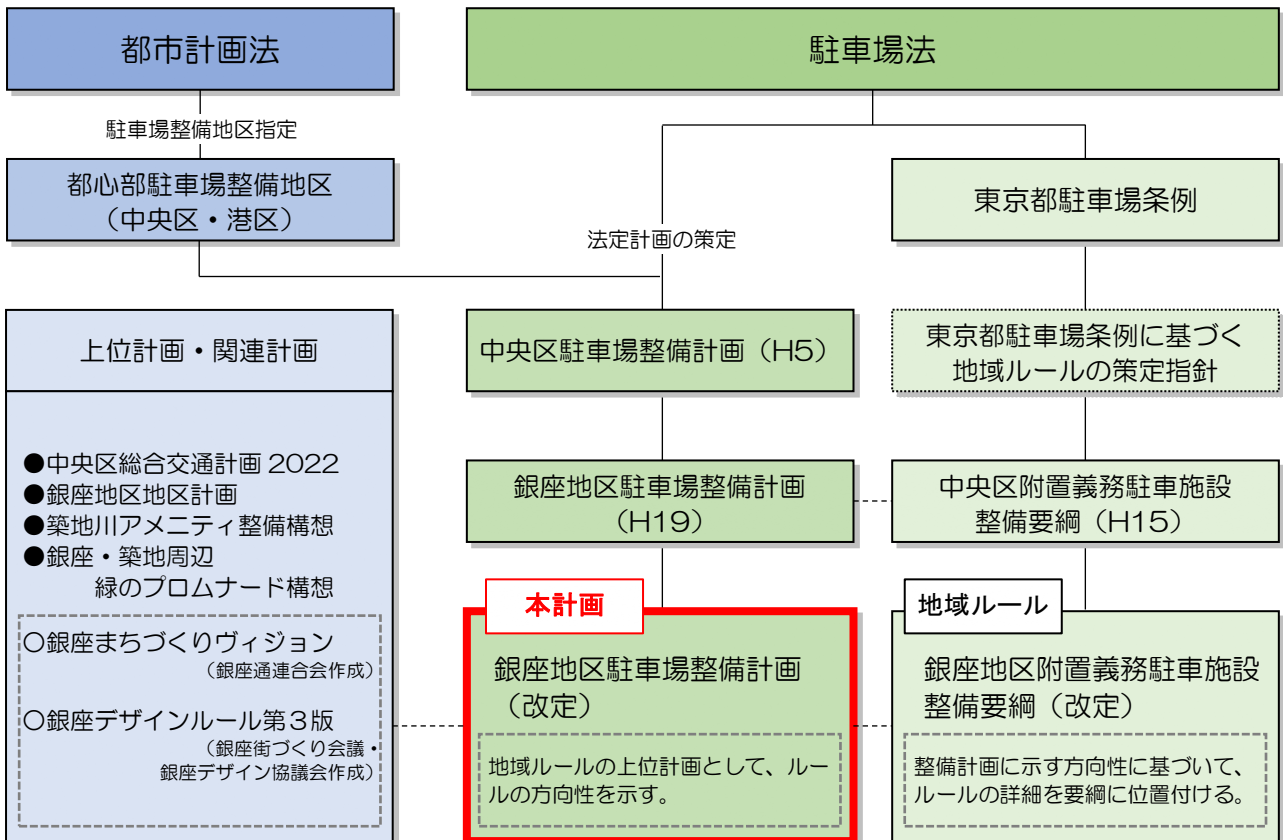 都市計画法
駐車場法
駐車場整備地区指定
都心部駐車場整備地区
（中央区・港区）
東京都駐車場条例
法定計画の策定
上位計画・関連計画
●中央区総合交通計画 2022
●銀座地区地区計画
●築地川アメニティ整備構想
●銀座・築地周辺
緑のプロムナード構想
〇銀座まちづくりヴィジョン
（銀座通連合会作成）
〇銀座デザインルール第３版
（銀座街づくり会議・
銀座デザイン協議会作成）
中央区駐車場整備計画（H5）
東京都駐車場条例に基づく
地域ルールの策定指針
銀座地区駐車場整備計画
（H19）
中央区附置義務駐車施設
整備要綱（H15）
本計画
銀座地区駐車場整備計画
（改定）
地域ルールの上位計画として、ルー
ルの方向性を示す。
地域ルール
銀座地区附置義務駐車施設
整備要綱（改定）
整備計画に示す方向性に基づいて、
ルールの詳細を要綱に位置付ける。